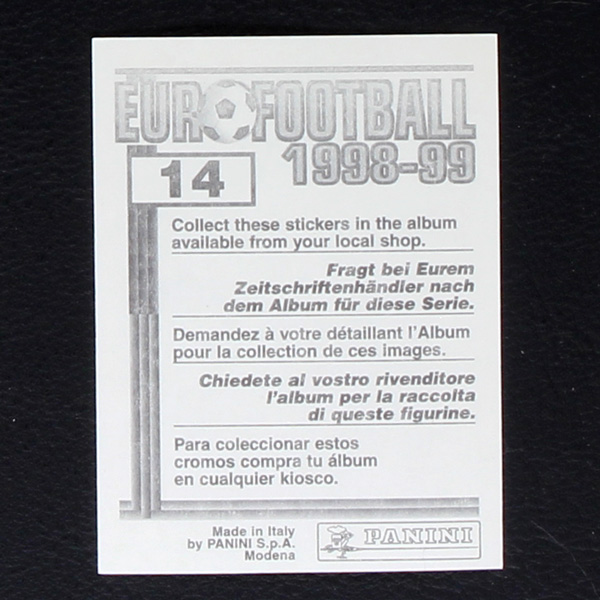 EUROFOOTBALL
1998-99
14
Collect these stickers in the album
available from your local shop.
Fragt bei Eurem
Zeitschriftenhändler nach
dem Album für diese Serie.
Demandez à votre détaillant l'Album
pour la collection de ces images.
Chiedete al vostro rivenditore
l'album per la raccolta
di queste figurine.
Para coleccionar estos
cromos compra tu álbum
en cualquier kiosco.
Made in Italy
by PANINI S.p.A.
Modena
PANINI